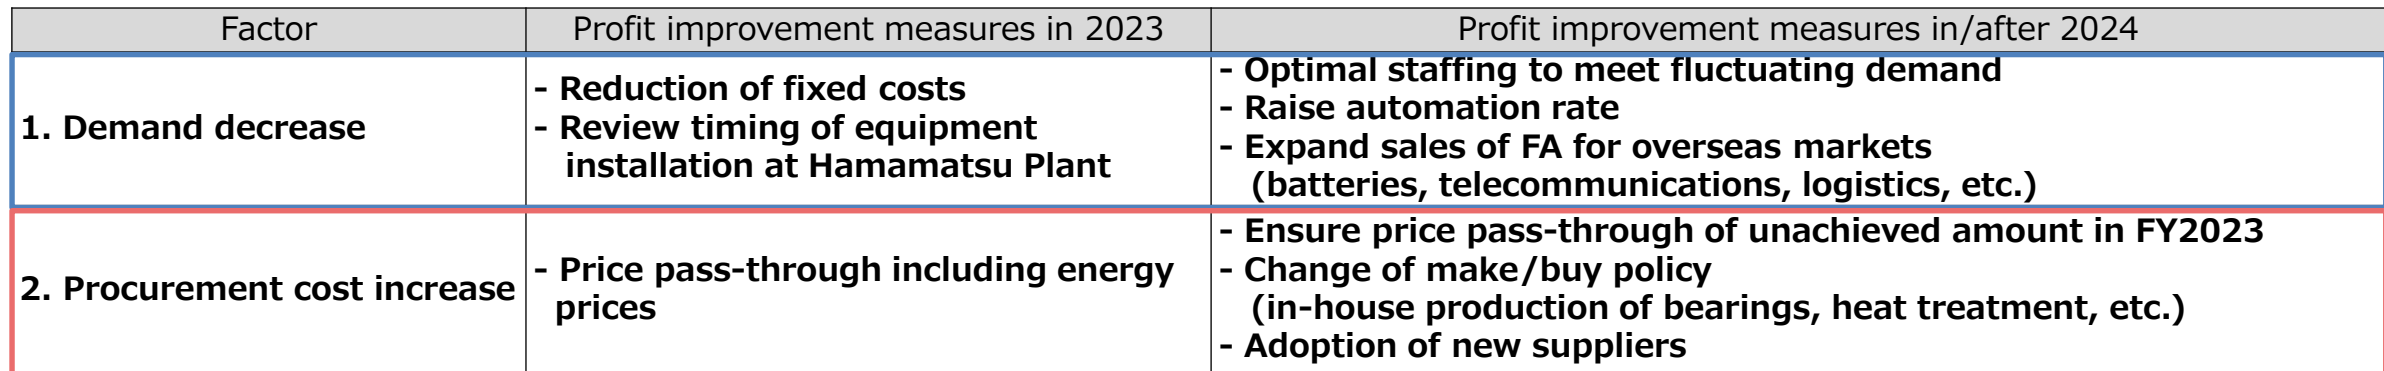 Factor
Profit improvement measures in 2023
Profit improvement measures in/after 2024
1. Demand decrease
- Reduction of fixed costs
- Review timing of equipment
installation at Hamamatsu Plant
- Optimal staffing to meet fluctuating demand
- Raise automation rate
- Expand sales of FA for overseas markets
(batteries, telecommunications, logistics, etc.)
2. Procurement cost increase
- Price pass-through including energy
prices
- Ensure price pass-through of unachieved amount in FY2023
- Change of make/buy policy
(in-house production of bearings, heat treatment, etc.)
- Adoption of new suppliers